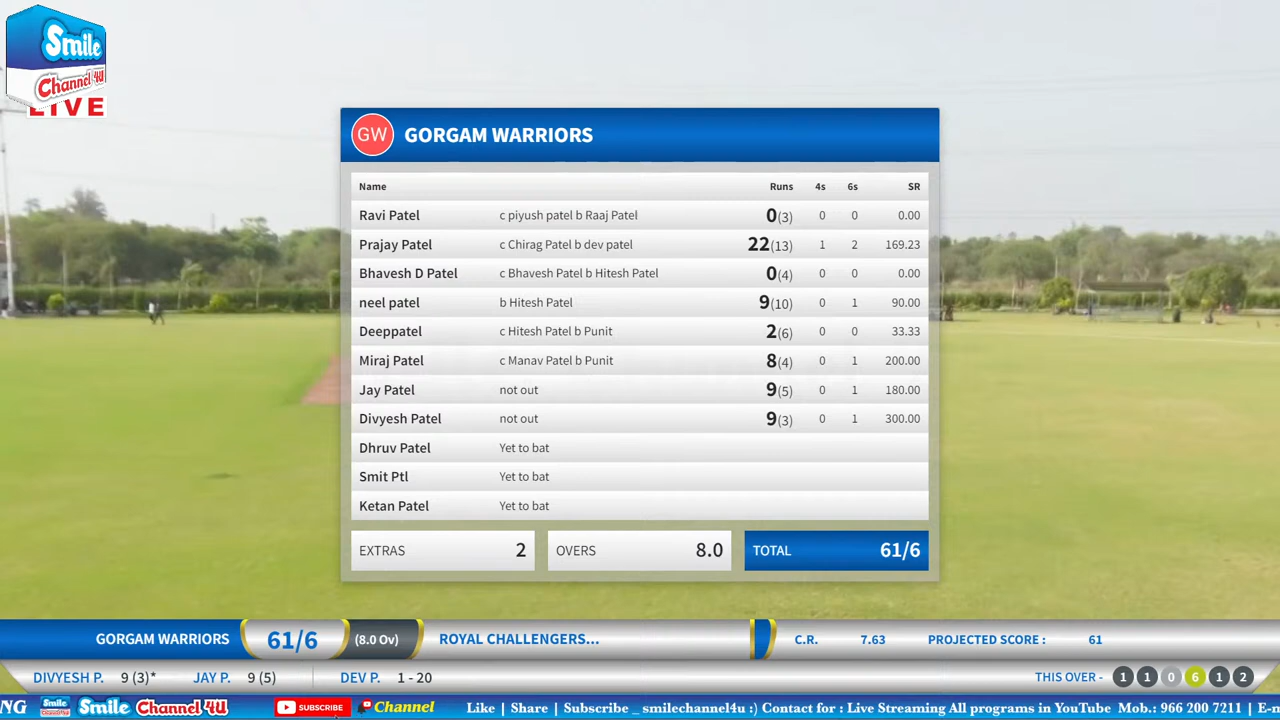 Smile
Channel 4U
LIVE
GW GORGAM WARRIORS
Name Runs 4s 6s SR
Ravi Patel c piyush patel b Raaj Patel 0(3) 0 0 0.00
Prajay Patel c Chirag Patel b dev patel 22(13) 1 2 169.23
Bhavesh D Patel c Bhavesh Patel b Hitesh Patel 0(4) 0 0 0.00
neel patel b Hitesh Patel 9(10) 0 1 90.00
Deeppatel c Hitesh Patel b Punit 2(6) 0 0 33.33
Miraj Patel c Manav Patel b Punit 8(4) 0 1 200.00
Jay Patel not out 9(5) 0 1 180.00
Divyesh Patel not out 9(3) 0 1 300.00
Dhruv Patel Yet to bat
Smit Ptl Yet to bat
Ketan Patel Yet to bat
EXTRAS 2 OVERS 8.0 TOTAL 61/6
GORGAM WARRIORS 61/6 (8.0 Ov) ROYAL CHALLENGERS... C.R. 7.63 PROJECTED SCORE : 61
DIVYESH P. 9 (3)* JAY P. 9 (5) DEV P. 1 - 20 THIS OVER - 1 1 0 6 1 2
NG Smile Channel 4U Smile Channel 4U SUBSCRIBE Channel Like | Share | Subscribe _ smilechannel4u :) Contact for : Live Streaming All programs in YouTube Mob.: 966 200 7211 | E-m